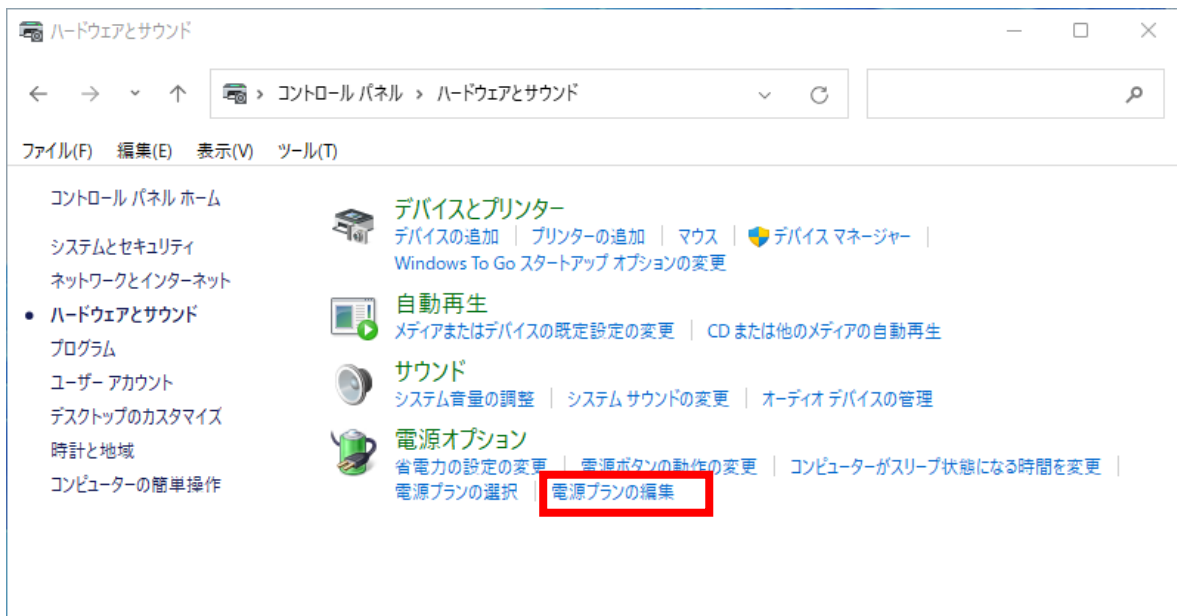 ハードウェアとサウンド
コントロール パネル › ハードウェアとサウンド
ファイル(F) 編集(E) 表示(V) ツール(T)
コントロール パネル ホーム
システムとセキュリティ
ネットワークとインターネット
ハードウェアとサウンド
プログラム
ユーザー アカウント
デスクトップのカスタマイズ
時計と地域
コンピューターの簡単操作
デバイスとプリンター
デバイスの追加 | プリンターの追加 | マウス | デバイス マネージャー |
Windows To Go スタートアップ オプションの変更
自動再生
メディアまたはデバイスの既定設定の変更 | CD または他のメディアの自動再生
サウンド
システム音量の調整 | システム サウンドの変更 | オーディオ デバイスの管理
電源オプション
省電力の設定の変更 | 電源ボタンの動作の変更 | コンピューターがスリープ状態になる時間を変更 |
電源プランの選択 | 電源プランの編集